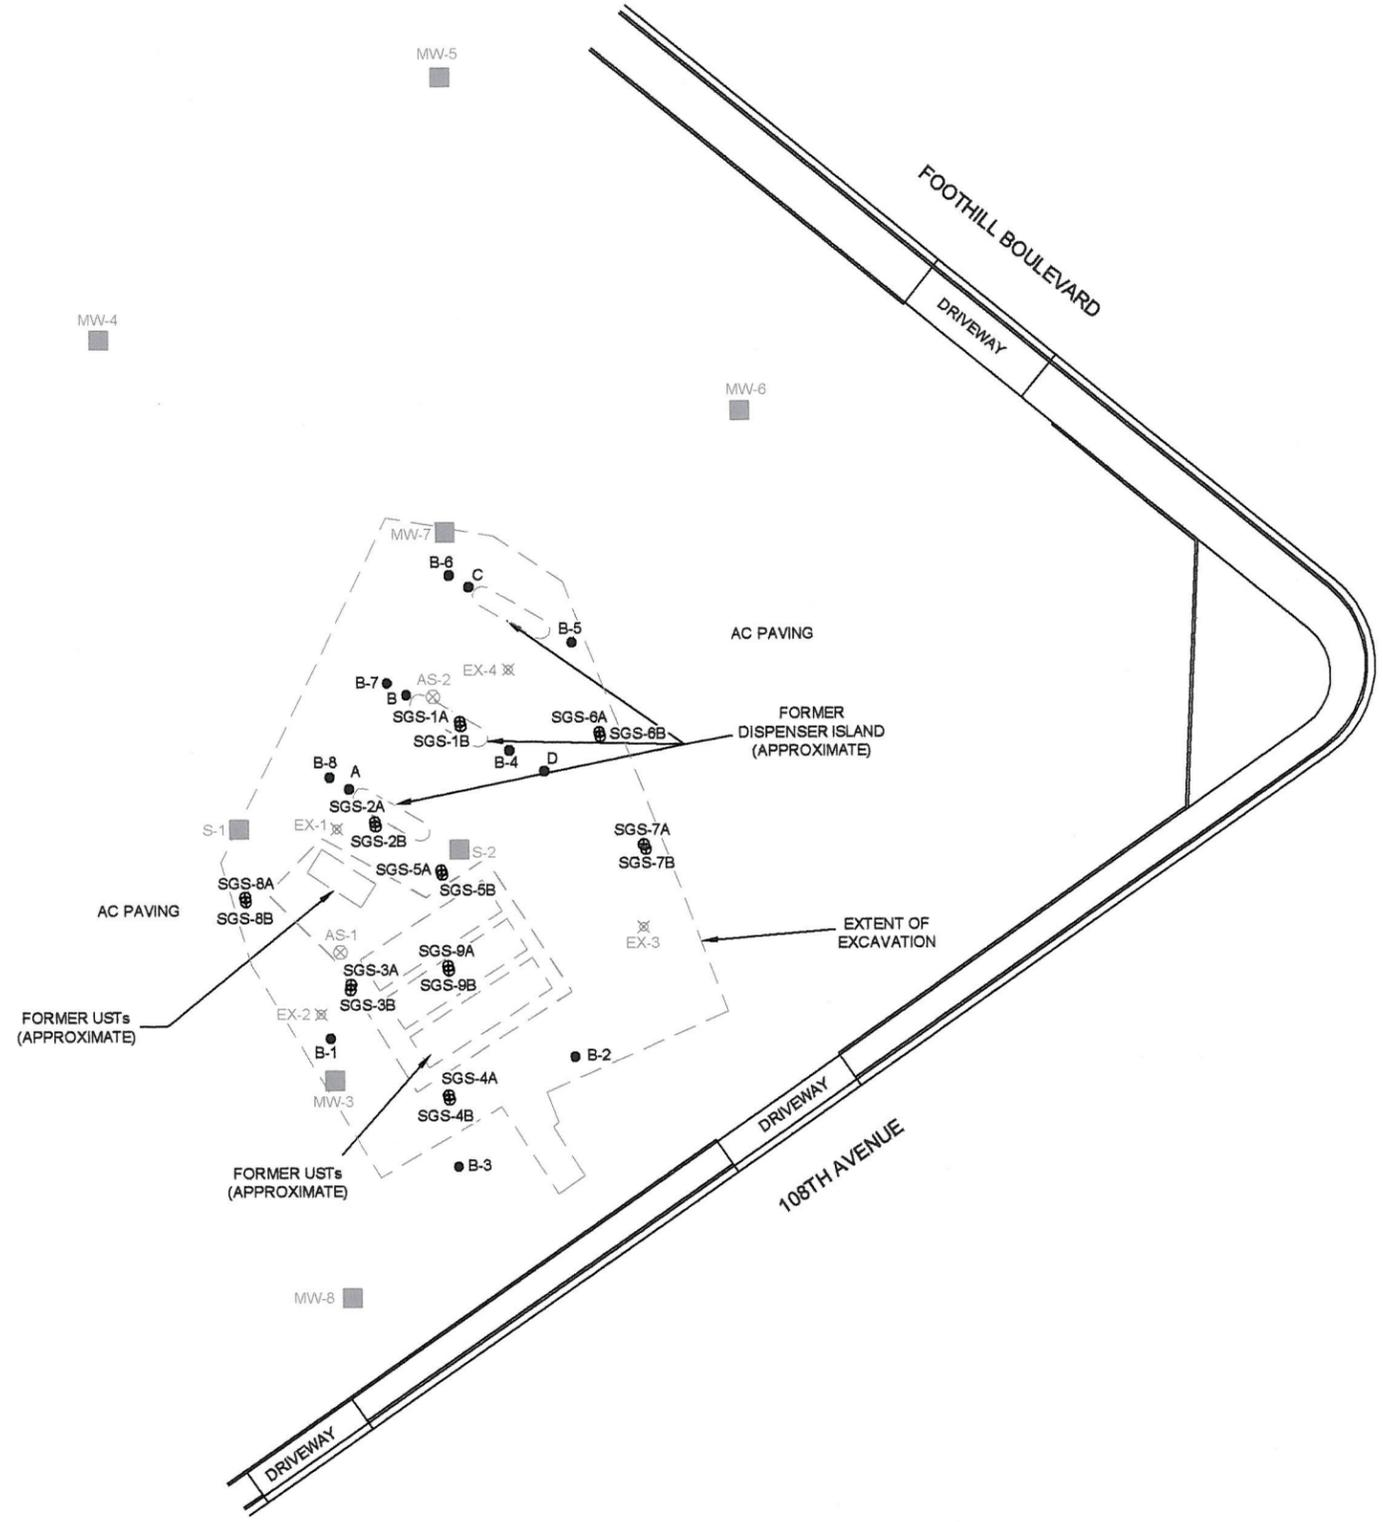 MW-5
FOOTHILL BOULEVARD
DRIVEWAY
MW-4
MW-6
MW-7
B-6
C
B-5
AC PAVING
EX-4
B-7
AS-2
B
SGS-1A
SGS-1B
SGS-6A
SGS-6B
FORMER
DISPENSER ISLAND
(APPROXIMATE)
B-4
D
B-8
A
SGS-2A
EX-1
S-1
SGS-2B
SGS-7A
SGS-7B
S-2
SGS-5A
SGS-5B
SGS-8A
SGS-8B
AC PAVING
EXTENT OF
EXCAVATION
AS-1
EX-3
SGS-9A
SGS-9B
SGS-3A
SGS-3B
EX-2
FORMER USTs
(APPROXIMATE)
B-1
B-2
SGS-4A
SGS-4B
MW-3
DRIVEWAY
108TH AVENUE
FORMER USTs
(APPROXIMATE)
B-3
MW-8
DRIVEWAY